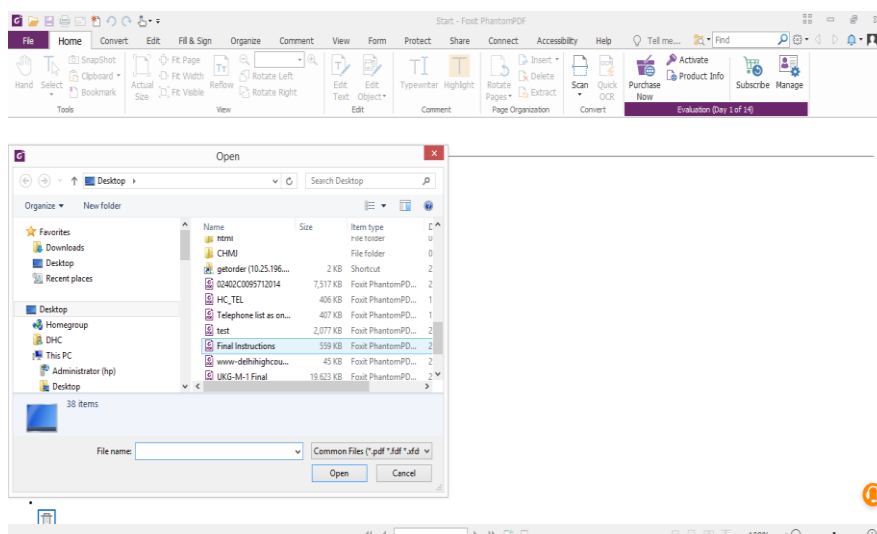 Start - Foxit PhantomPDF
File Home Convert Edit Fill & Sign Organize Comment View Form Protect Share Connect Accessibility Help Tell me... Find
SnapShot Fit Page Insert Activate
Clipboard Fit Width Rotate Left Delete Product Info
Bookmark Fit Visible Rotate Right Extract
Hand Select Actual Size Reflow Edit Text Edit Object Typewriter Highlight Rotate Pages Scan Quick OCR Purchase Now Subscribe Manage
Tools View Edit Comment Page Organization Convert Evaluation (Day 1 of 14)
Open
Desktop Search Desktop
Organize New folder
Favorites
Downloads
Desktop
Recent places
Desktop
Homegroup
DHC
This PC
Administrator (hp)
Desktop
Name Size Item type
html File folder
CHMJ File folder
getorder (10.25.196.... 2 KB Shortcut 2
02402C0095712014 7,517 KB Foxit PhantomPD... 2
HC_TEL 406 KB Foxit PhantomPD... 1
Telephone list as on... 407 KB Foxit PhantomPD... 1
test 2,077 KB Foxit PhantomPD... 2
Final Instructions 559 KB Foxit PhantomPD... 2
www-delhihighcou... 45 KB Foxit PhantomPD... 2
UKG-M-1 Final 19,623 KB Foxit PhantomPD... 2
38 items
File name: Common Files (*.pdf *.fdf *.xfd
Open Cancel